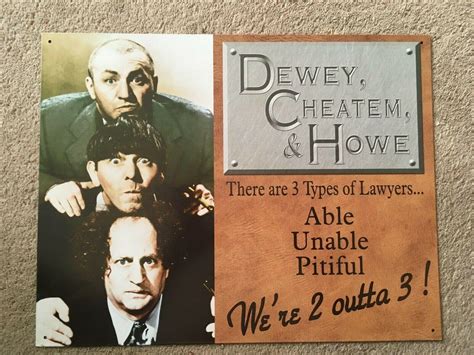 DEWEY,
CHEATEM,
& HOWE
There are 3 Types of Lawyers...
Able
Unable
Pitiful
We're 2 outta 3!